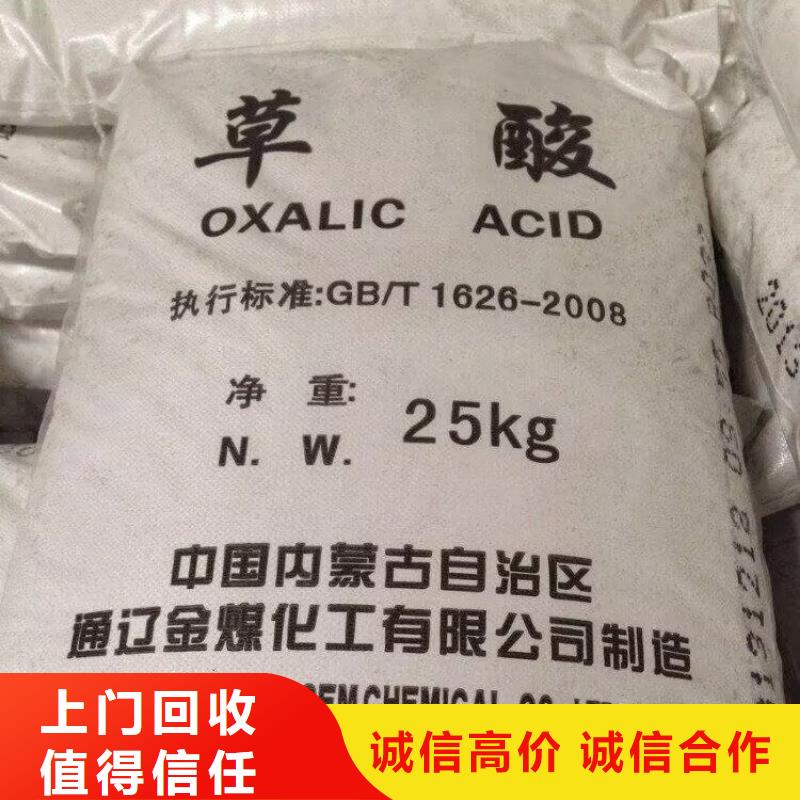 草 酸
OXALIC ACID
执行标准:GB/T 1626-2008
净 重:
N. W. 25kg
中国内蒙古自治区
通辽金煤化工有限公司制造
CHEMICAL
上门回收
值得信任
诚信高价 诚信合作